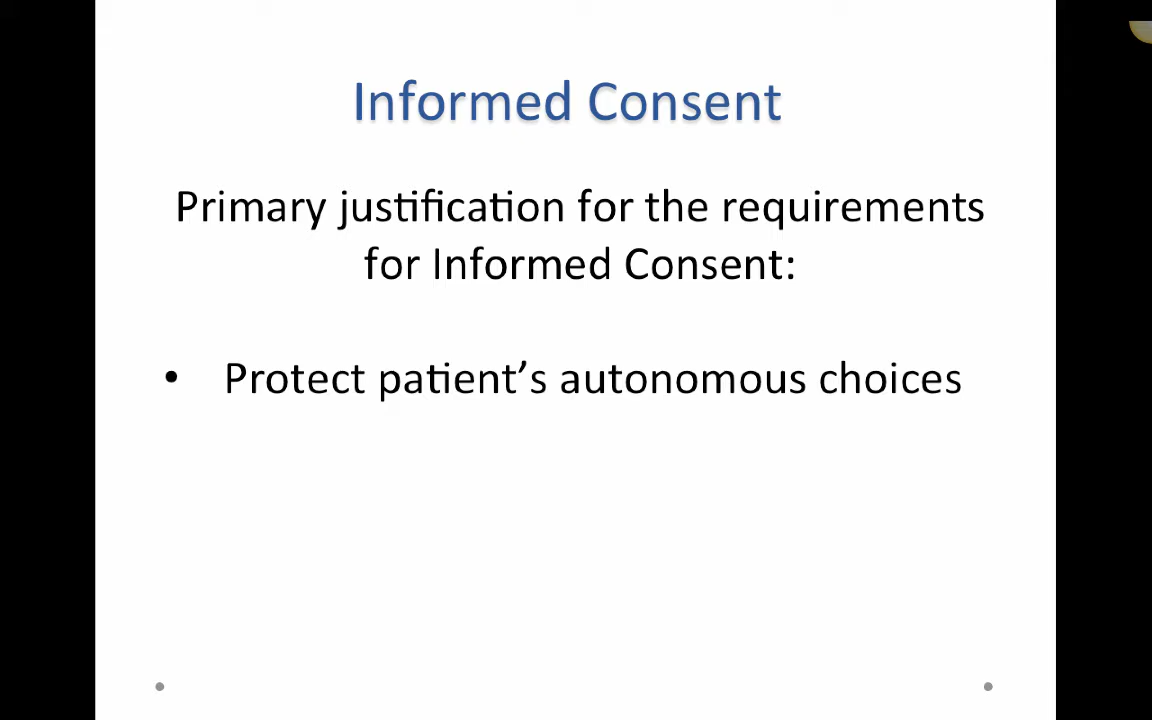 Informed Consent
Primary justification for the requirements
for Informed Consent:
• Protect patient’s autonomous choices